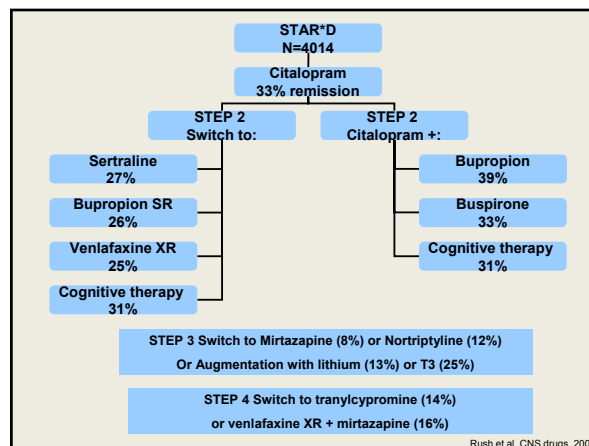 STAR*D
N=4014
Citalopram
33% remission
STEP 2
Switch to:
STEP 2
Citalopram +:
Sertraline
27%
Bupropion SR
26%
Venlafaxine XR
25%
Cognitive therapy
31%
Bupropion
39%
Buspirone
33%
Cognitive therapy
31%
STEP 3 Switch to Mirtazapine (8%) or Nortriptyline (12%)
Or Augmentation with lithium (13%) or T3 (25%)
STEP 4 Switch to tranylcypromine (14%)
or venlafaxine XR + mirtazapine (16%)
Rush et al. CNS drugs, 200